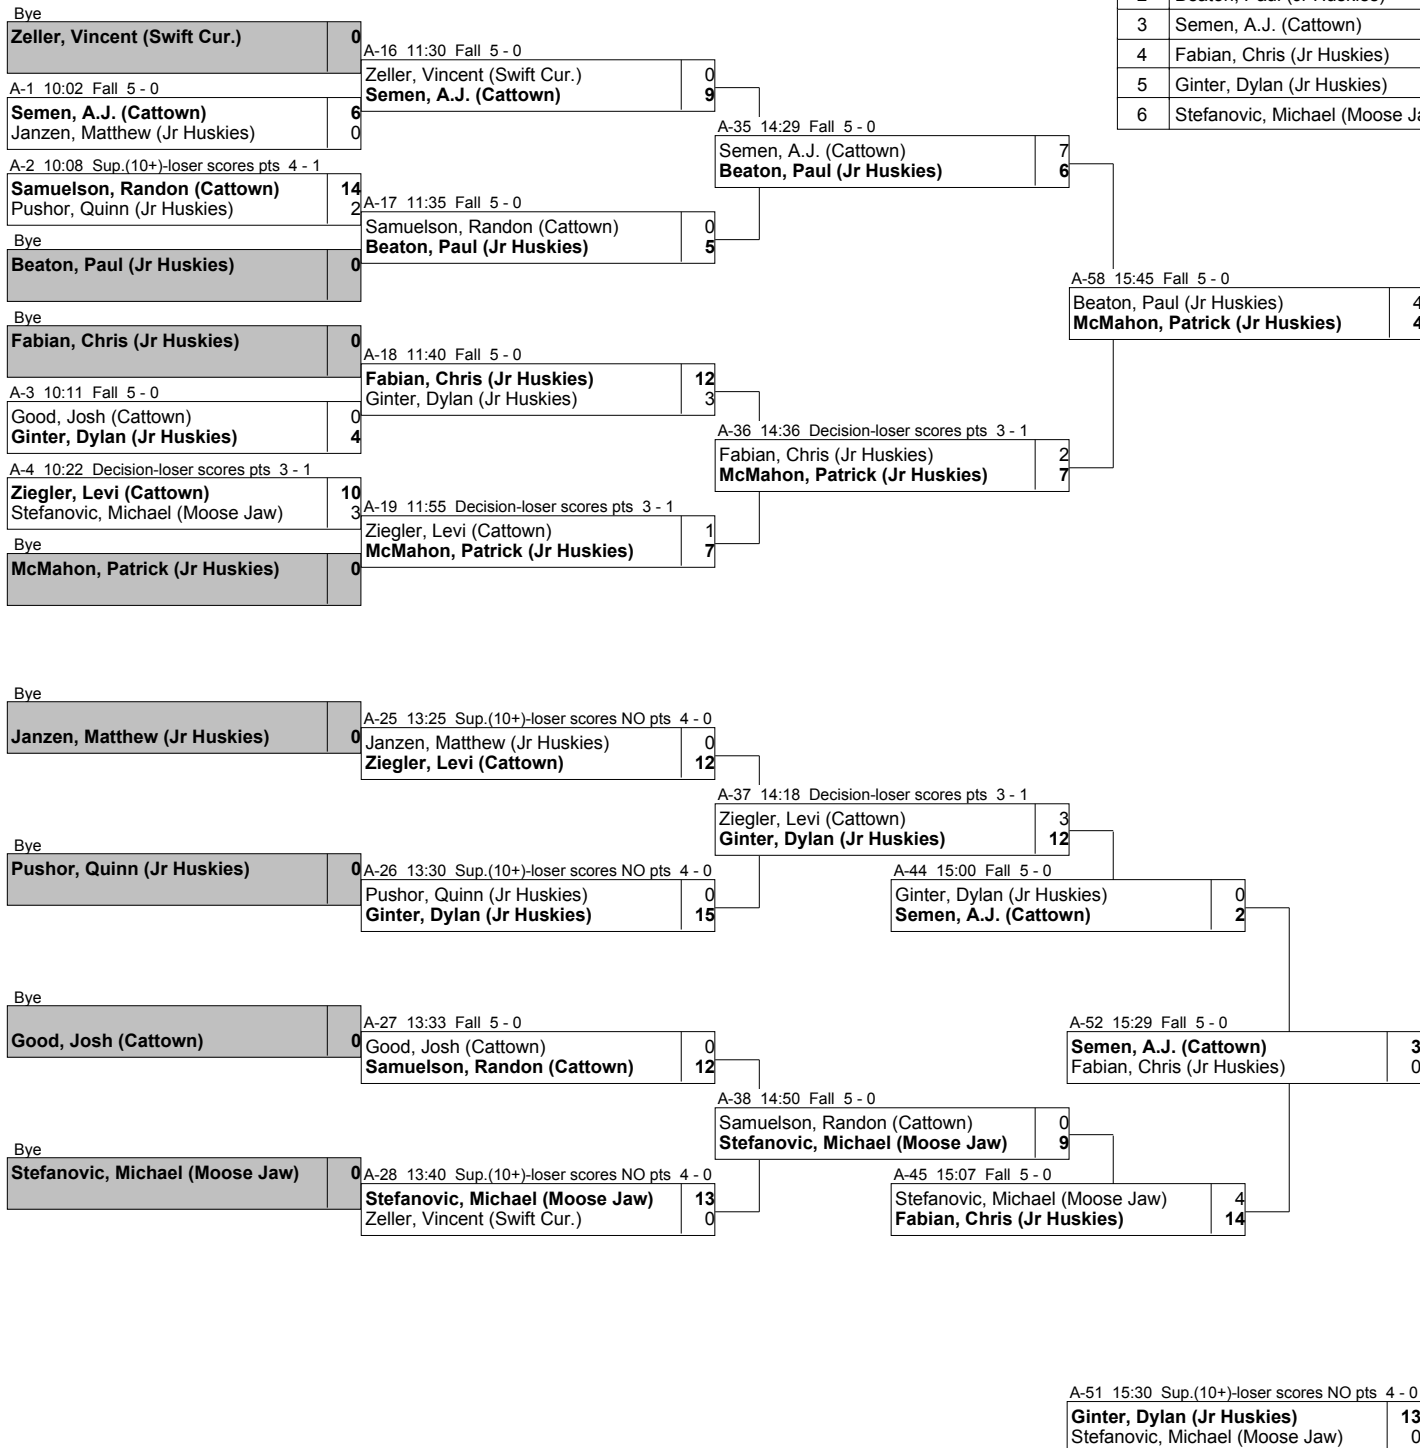 Bye
Zeller, Vincent (Swift Cur.) 0
A-1 10:02 Fall 5 - 0
Semen, A.J. (Cattown) 6
Janzen, Matthew (Jr Huskies) 0
A-2 10:08 Sup.(10+)-loser scores pts 4 - 1
Samuelson, Randon (Cattown) 14
Pushor, Quinn (Jr Huskies) 2
Bye
Beaton, Paul (Jr Huskies) 0
Bye
Fabian, Chris (Jr Huskies) 0
A-3 10:11 Fall 5 - 0
Good, Josh (Cattown) 0
Ginter, Dylan (Jr Huskies) 4
A-4 10:22 Decision-loser scores pts 3 - 1
Ziegler, Levi (Cattown) 10
Stefanovic, Michael (Moose Jaw) 3
Bye
McMahon, Patrick (Jr Huskies) 0
A-16 11:30 Fall 5 - 0
Zeller, Vincent (Swift Cur.) 0
Semen, A.J. (Cattown) 9
A-17 11:35 Fall 5 - 0
Samuelson, Randon (Cattown) 0
Beaton, Paul (Jr Huskies) 5
A-18 11:40 Fall 5 - 0
Fabian, Chris (Jr Huskies) 12
Ginter, Dylan (Jr Huskies) 3
A-19 11:55 Decision-loser scores pts 3 - 1
Ziegler, Levi (Cattown) 1
McMahon, Patrick (Jr Huskies) 7
A-35 14:29 Fall 5 - 0
Semen, A.J. (Cattown) 7
Beaton, Paul (Jr Huskies) 6
A-36 14:36 Decision-loser scores pts 3 - 1
Fabian, Chris (Jr Huskies) 2
McMahon, Patrick (Jr Huskies) 7
A-58 15:45 Fall 5 - 0
Beaton, Paul (Jr Huskies) 4
McMahon, Patrick (Jr Huskies) 4
3 Semen, A.J. (Cattown)
4 Fabian, Chris (Jr Huskies)
5 Ginter, Dylan (Jr Huskies)
6 Stefanovic, Michael (Moose
Bye
Janzen, Matthew (Jr Huskies) 0
Bye
Pushor, Quinn (Jr Huskies) 0
Bye
Good, Josh (Cattown) 0
Bye
Stefanovic, Michael (Moose Jaw) 0
A-25 13:25 Sup.(10+)-loser scores NO pts 4 - 0
Janzen, Matthew (Jr Huskies) 0
Ziegler, Levi (Cattown) 12
A-26 13:30 Sup.(10+)-loser scores NO pts 4 - 0
Pushor, Quinn (Jr Huskies) 0
Ginter, Dylan (Jr Huskies) 15
A-27 13:33 Fall 5 - 0
Good, Josh (Cattown) 0
Samuelson, Randon (Cattown) 12
A-28 13:40 Sup.(10+)-loser scores NO pts 4 - 0
Stefanovic, Michael (Moose Jaw) 13
Zeller, Vincent (Swift Cur.) 0
A-37 14:18 Decision-loser scores pts 3 - 1
Ziegler, Levi (Cattown) 3
Ginter, Dylan (Jr Huskies) 12
A-38 14:50 Fall 5 - 0
Samuelson, Randon (Cattown) 0
Stefanovic, Michael (Moose Jaw) 9
A-44 15:00 Fall 5 - 0
Ginter, Dylan (Jr Huskies) 0
Semen, A.J. (Cattown) 2
A-45 15:07 Fall 5 - 0
Stefanovic, Michael (Moose Jaw) 4
Fabian, Chris (Jr Huskies) 14
A-52 15:29 Fall 5 - 0
Semen, A.J. (Cattown) 3
Fabian, Chris (Jr Huskies) 0
A-51 15:30 Sup.(10+)-loser scores NO pts 4 - 0
Ginter, Dylan (Jr Huskies) 13
Stefanovic, Michael (Moose Jaw) 0